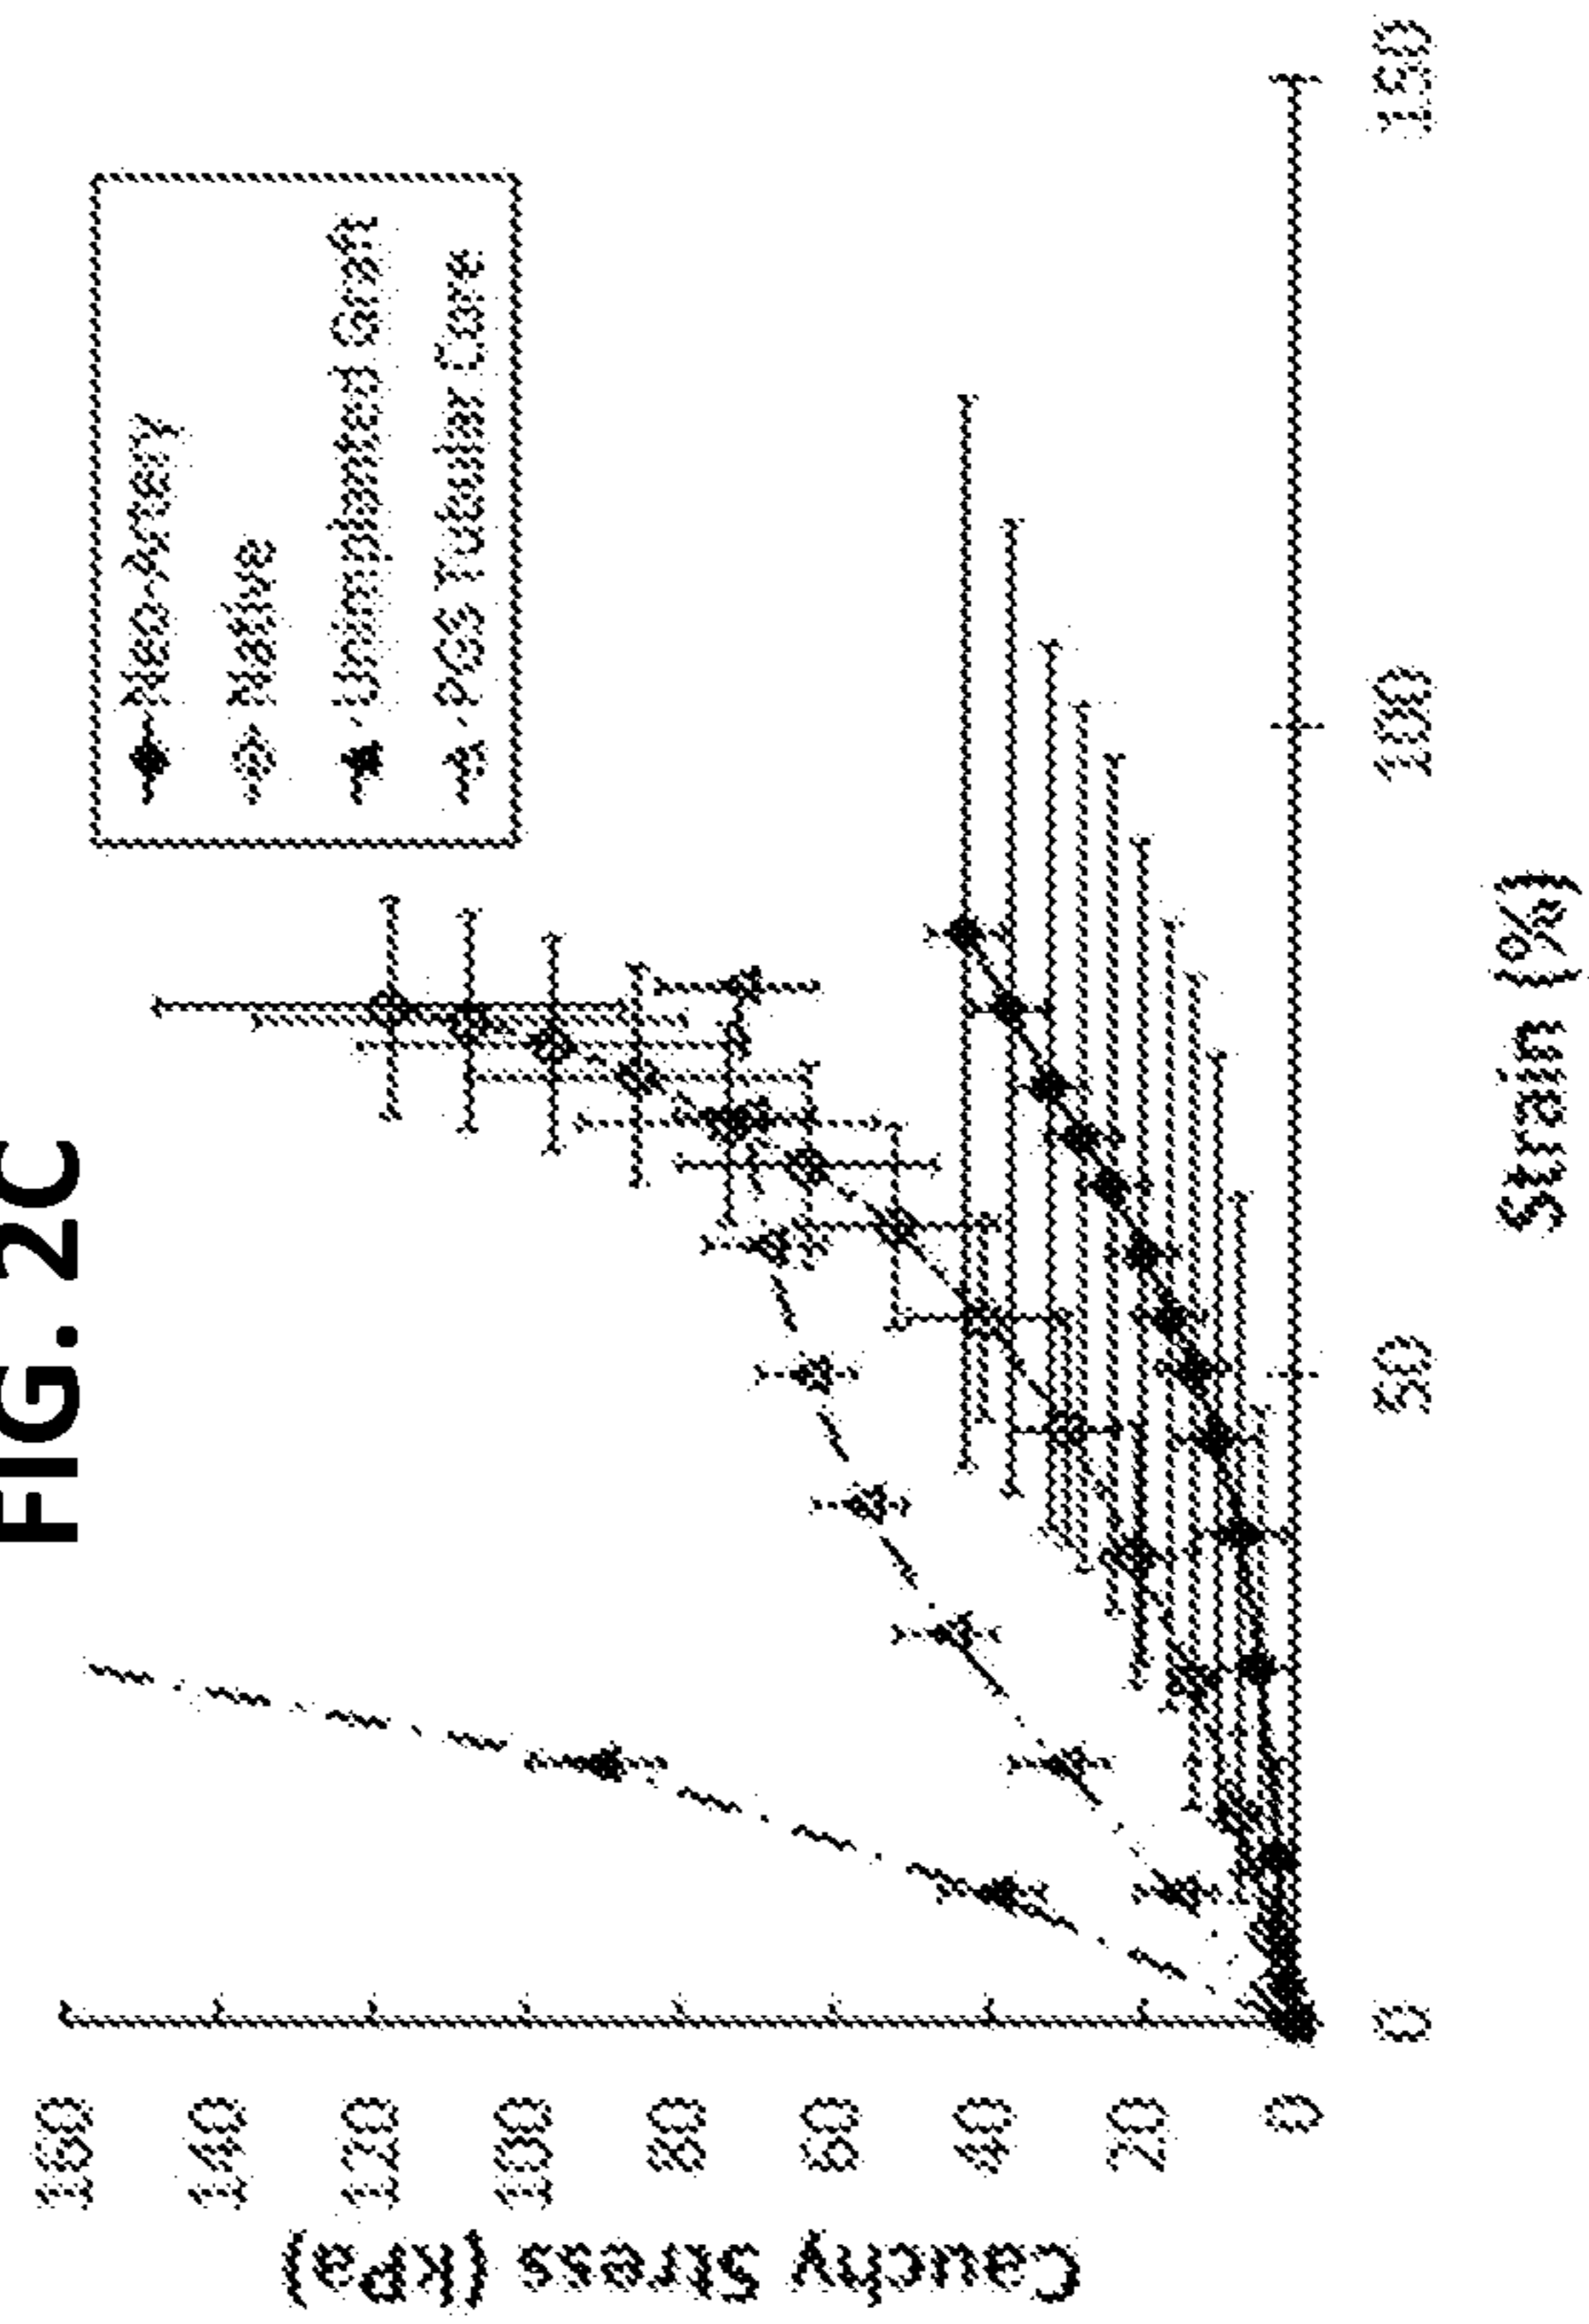 FIG. 2C
Cauchy Stress (kPa)
160
140
120
100
80
60
40
20
0
Neo-Artery
Native
Unimplanted Graft
PGS Tubular Core
0
50
100
150
Strain (%)